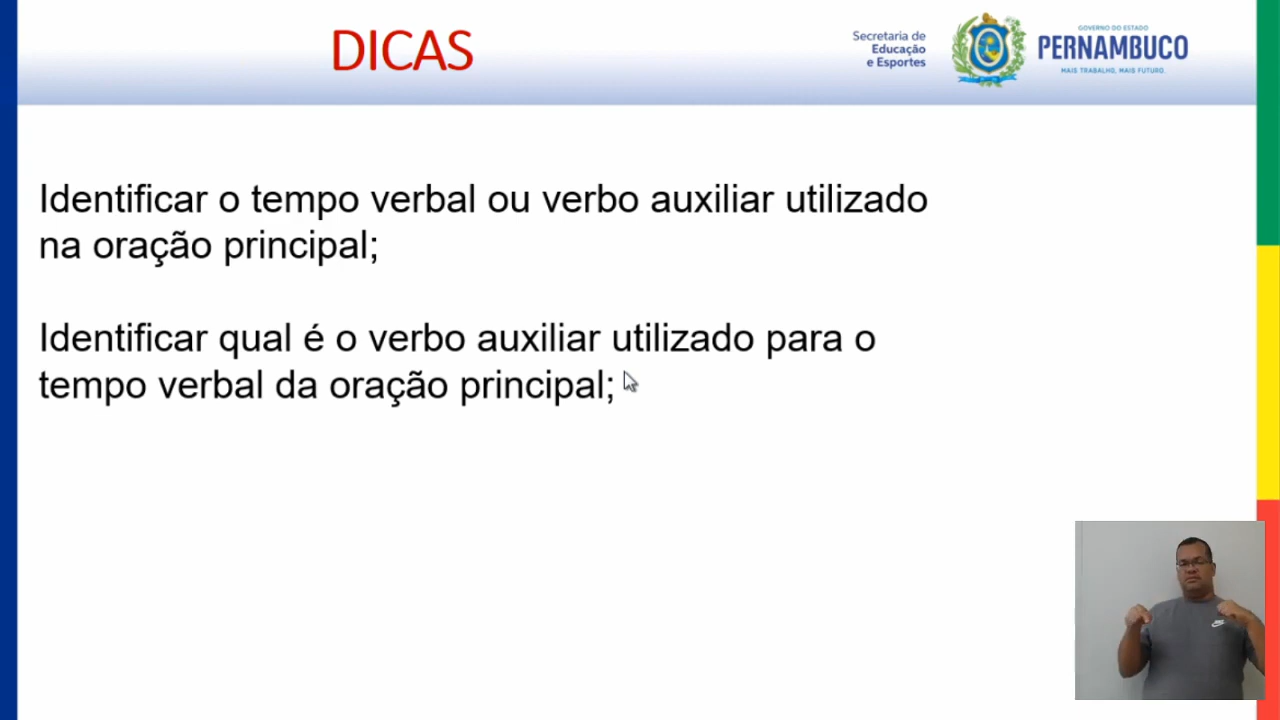 DICAS
Secretaria de
Educação
e Esportes
GOVERNO DO ESTADO
PERNAMBUCO
MAIS TRABALHO, MAIS FUTURO.
Identificar o tempo verbal ou verbo auxiliar utilizado
na oração principal;
Identificar qual é o verbo auxiliar utilizado para o
tempo verbal da oração principal;